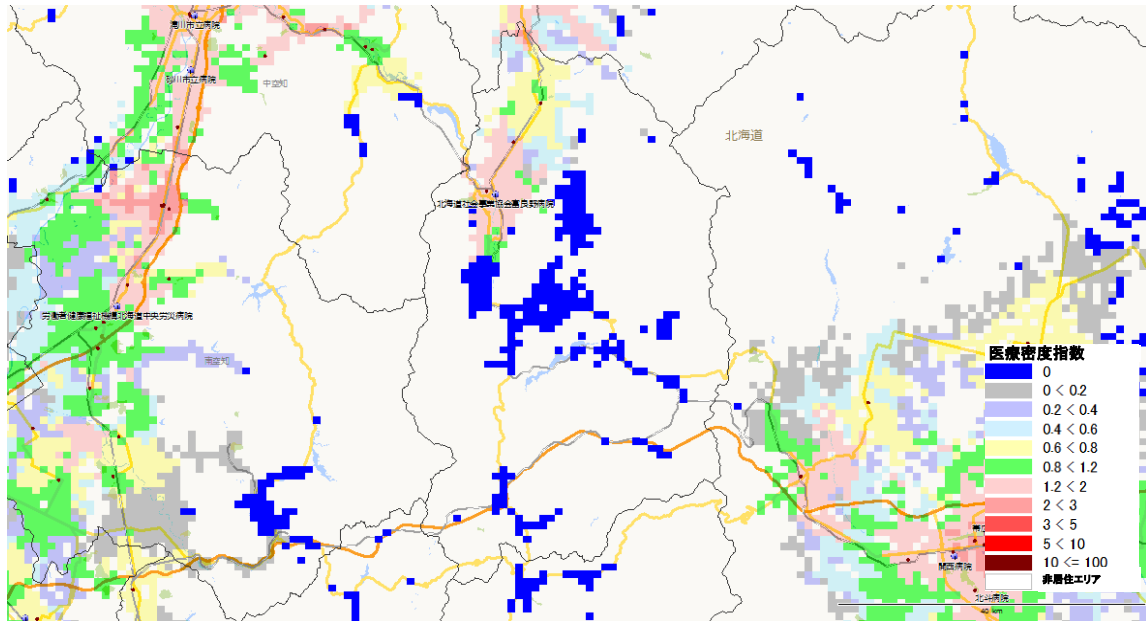 滝川市立病院
砂川市立病院
中空知
北海道
北海道社会事業協会富良野病院
労働者健康福祉機構北海道中央労災病院
南空知
医療密度指数
0
0 < 0.2
0.2 < 0.4
0.4 < 0.6
0.6 < 0.8
0.8 < 1.2
1.2 < 2
2 < 3
3 < 5
5 < 10
10 <= 100
非居住エリア
開西病院
北斗病院
40 km